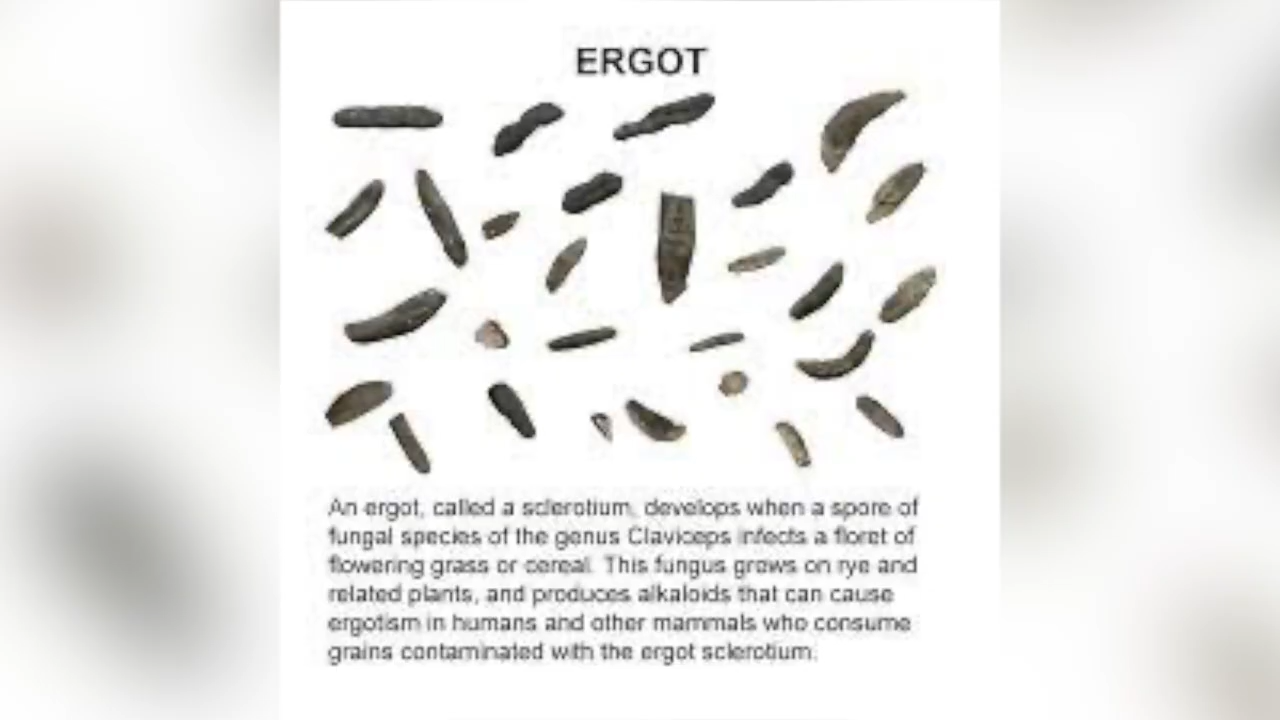 ERGOT
An ergot, called a sclerotium, develops when a spore of
fungal species of the genus Claviceps infects a floret of
flowering grass or cereal. This fungus grows on rye and
related plants, and produces alkaloids that can cause
ergotism in humans and other mammals who consume
grains contaminated with the ergot sclerotium.